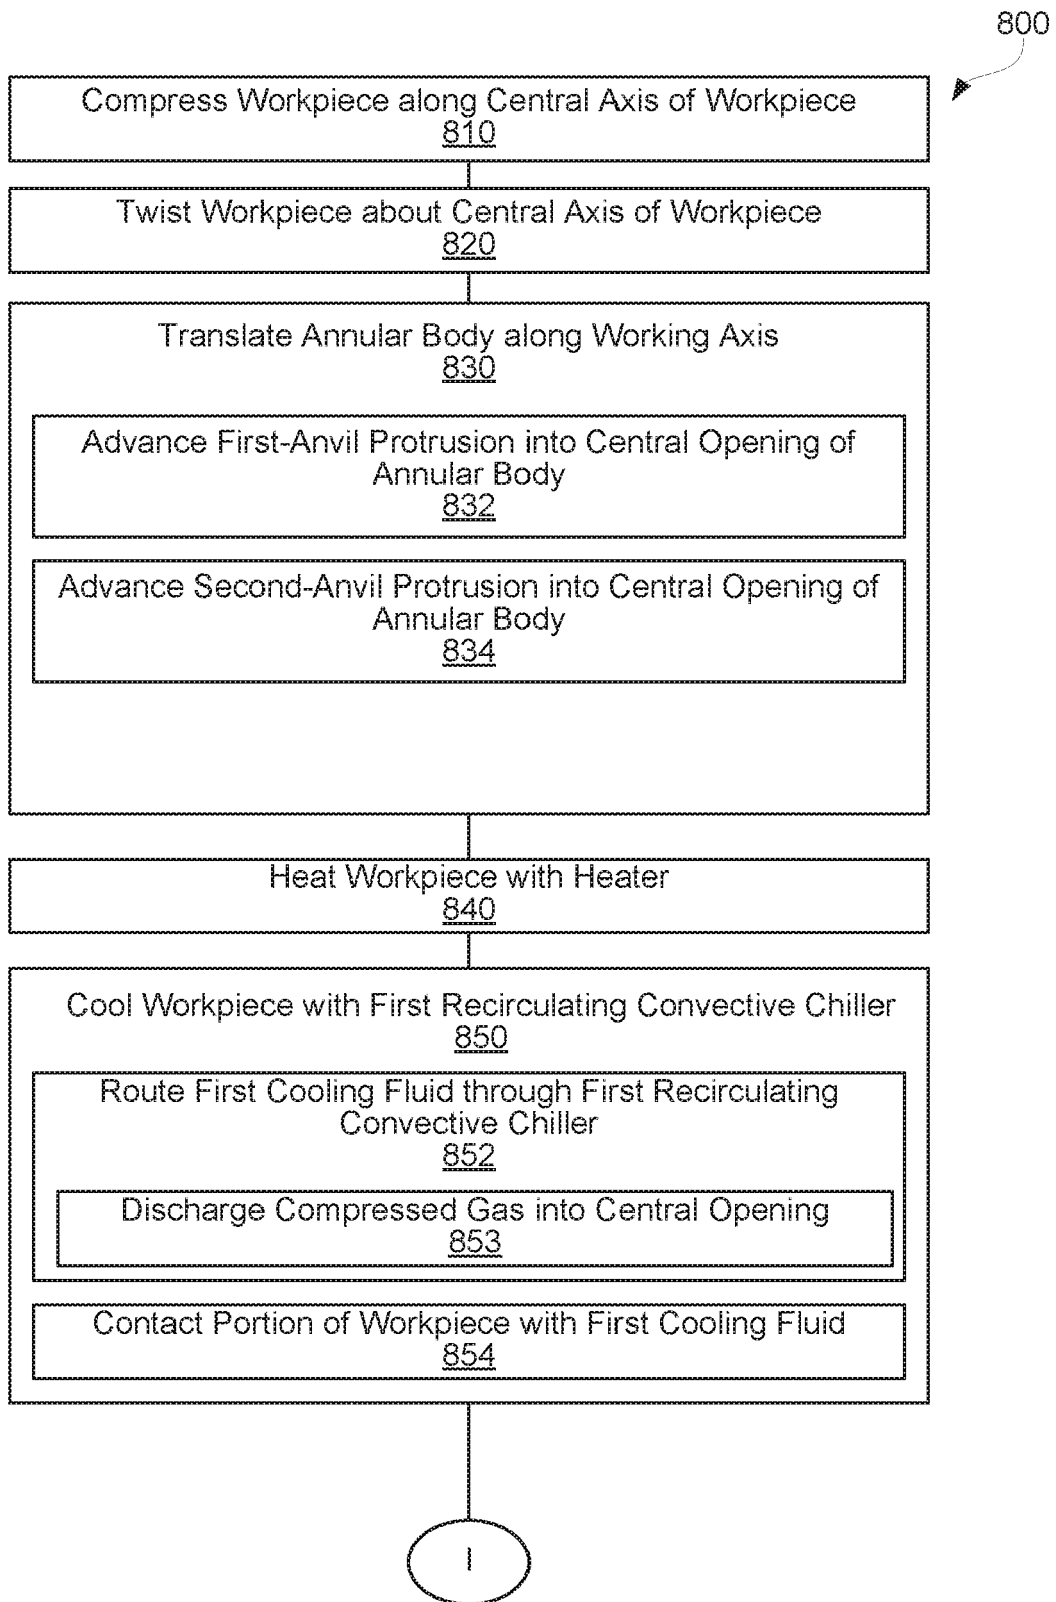 800
Compress Workpiece along Central Axis of Workpiece
810
Twist Workpiece about Central Axis of Workpiece
820
Translate Annular Body along Working Axis
830
Advance First-Anvil Protrusion into Central Opening of
Annular Body
832
Advance Second-Anvil Protrusion into Central Opening of
Annular Body
834
Heat Workpiece with Heater
840
Cool Workpiece with First Recirculating Convective Chiller
850
Route First Cooling Fluid through First Recirculating
Convective Chiller
852
Discharge Compressed Gas into Central Opening
853
Contact Portion of Workpiece with First Cooling Fluid
854
I